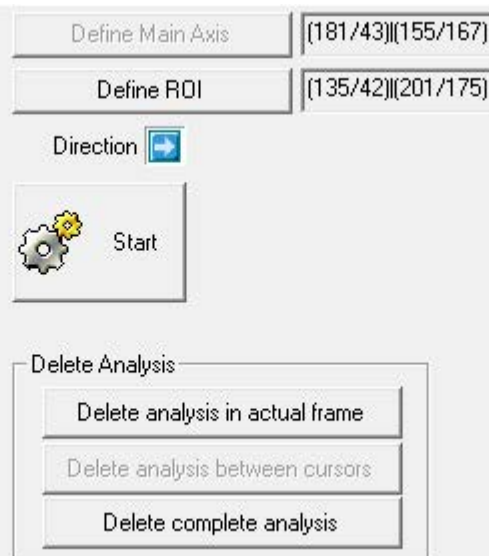 Define Main Axis (181/43)||(155/167)
Define ROI (135/42)||(201/175)
Direction
Start
Delete Analysis
Delete analysis in actual frame
Delete analysis between cursors
Delete complete analysis